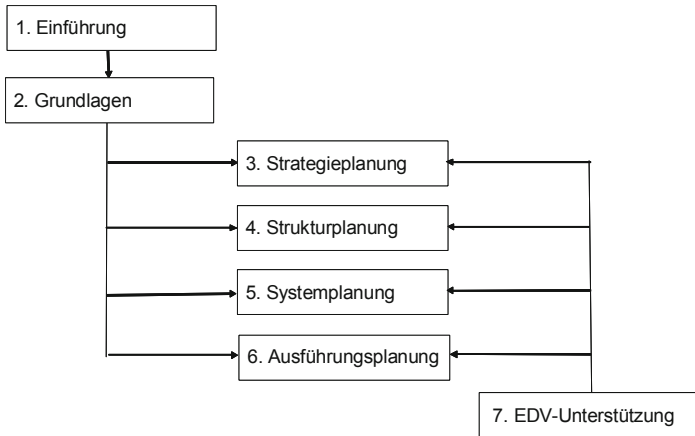 1. Einführung
2. Grundlagen
3. Strategieplanung
4. Strukturplanung
5. Systemplanung
6. Ausführungsplanung
7. EDV-Unterstützung